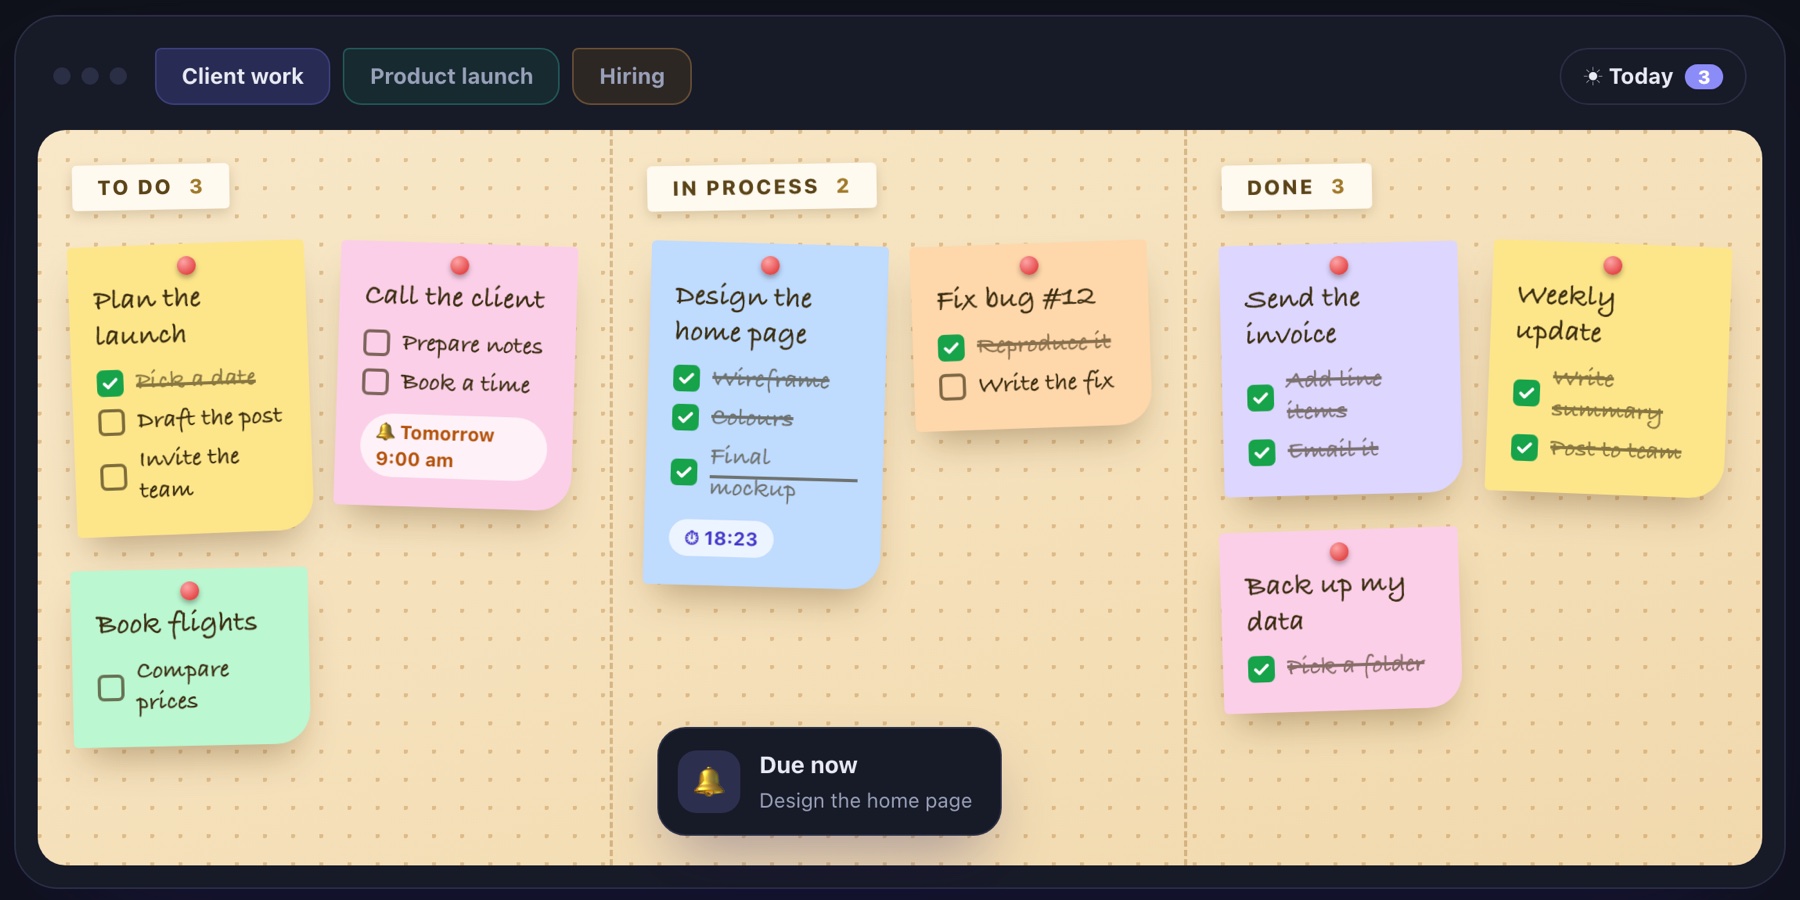 Client work
Product launch
Hiring
Today 3
TO DO 3
Plan the
launch
Pick a date
Draft the post
Invite the
team
Call the client
Prepare notes
Book a time
Tomorrow
9:00 am
Book flights
Compare
prices
IN PROCESS 2
Design the
home page
Wireframe
Colours
Final
mockup
18:23
Fix bug #12
Reproduce it
Write the fix
Due now
Design the home page
DONE 3
Send the
invoice
Add line
items
Email it
Weekly
update
Write
summary
Post to team
Back up my
data
Pick a folder